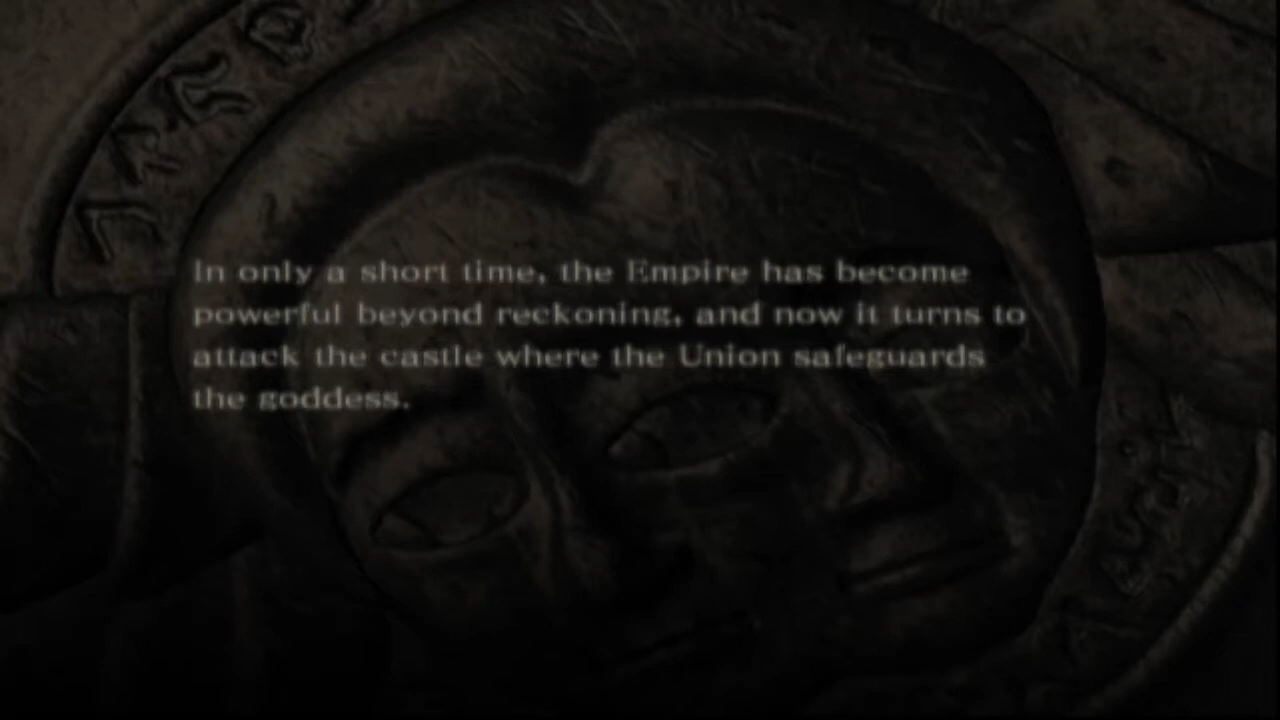 In only a short time, the Empire has become
powerful beyond reckoning, and now it turns to
attack the castle where the Union safeguards
the goddess.